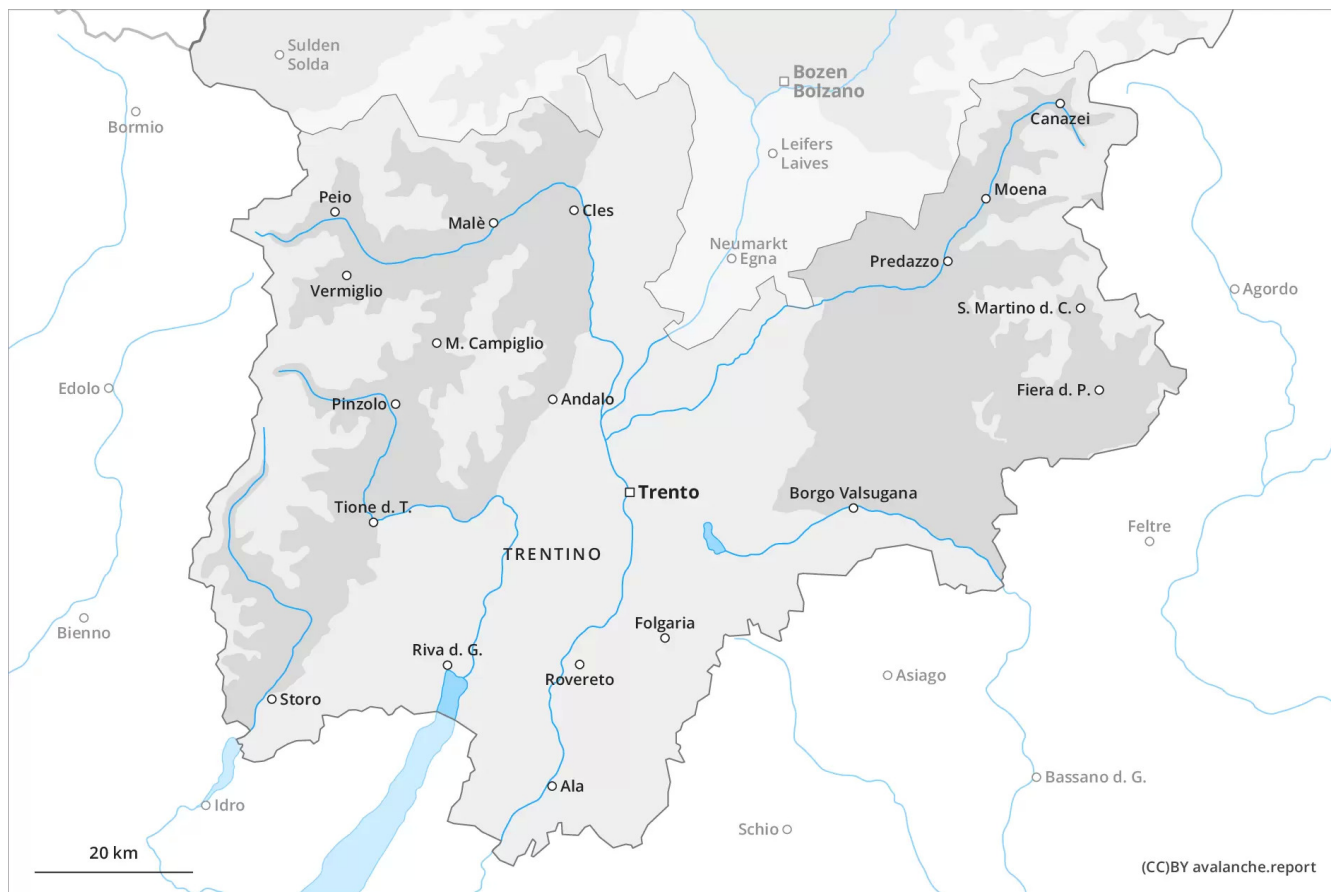 Sulden
Solda
Bozen
Bolzano
Bormio
Canazei
Leifers
Laives
Peio
Moena
Malè
Cles
Neumarkt
Egna
Predazzo
Vermiglio
Agordo
S. Martino d. C.
M. Campiglio
Edolo
Pinzolo
Andalo
Fiera d. P.
Trento
Borgo Valsugana
Tione d. T.
Feltre
TRENTINO
Bienno
Folgaria
Riva d. G.
Rovereto
Asiago
Storo
Bassano d. G.
Ala
Idro
Schio
20 km
(CC)BY avalanche.report